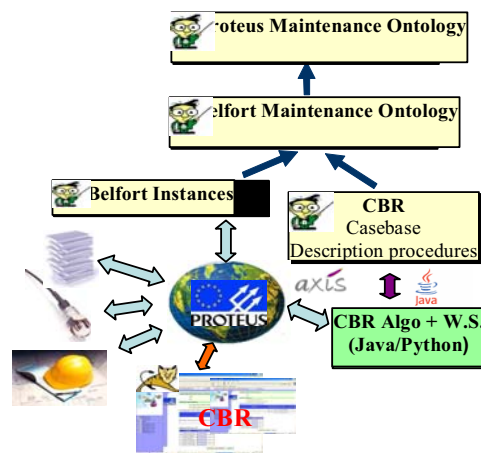 roteus Maintenance Ontology
elfort Maintenance Ontology
Belfort Instances
CBR
Casebase
Description procedures
axis
Java
PROTEUS
CBR Algo + W.S.
(Java/Python)
CBR